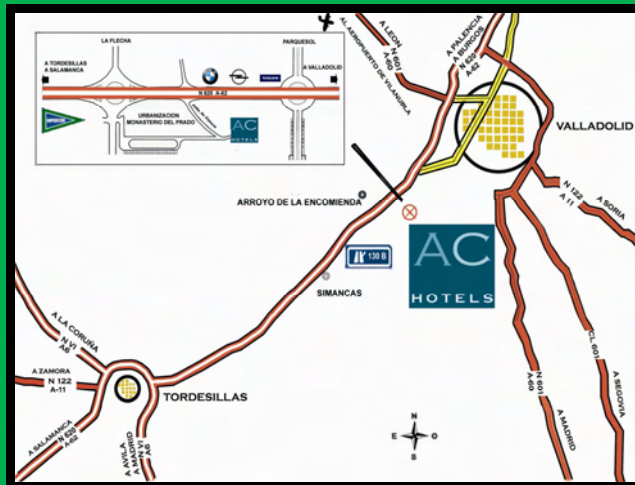 LA FLECHA
PARQUESOL
A TORDESILLAS
A SALAMANCA
A VALLADOLID
N 620 A-62
URBANIZACION
MONASTERIO DEL PRADO
AC
HOTELS
A LEON
N 601
A-60
AL AEROPUERTO DE VILANUBLA
A PALENCIA
A BURGOS
N 620
A-62
VALLADOLID
N 122
A 11
A SORIA
ARROYO DE LA ENCOMIENDA
130 B
SIMANCAS
AC
HOTELS
CL 601
A SEGOVIA
N 601
A-60
A MADRID
A LA CORUÑA
N VI
A6
A ZAMORA
N 122
A-11
TORDESILLAS
A SALAMANCA
N 620
A-62
A AVILA
A MADRID
N VI
A6
N
E
O
S